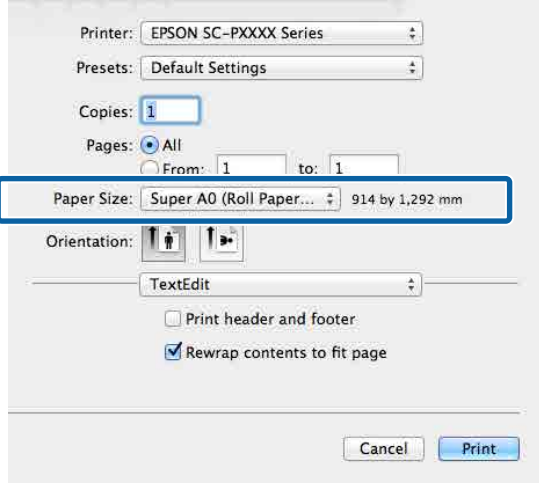 Printer: EPSON SC-PXXXX Series
Presets: Default Settings
Copies: 1
Pages: All
From: 1 to: 1
Paper Size: Super A0 (Roll Paper... 914 by 1,292 mm
Orientation:
TextEdit
Print header and footer
Rewrap contents to fit page
Cancel Print